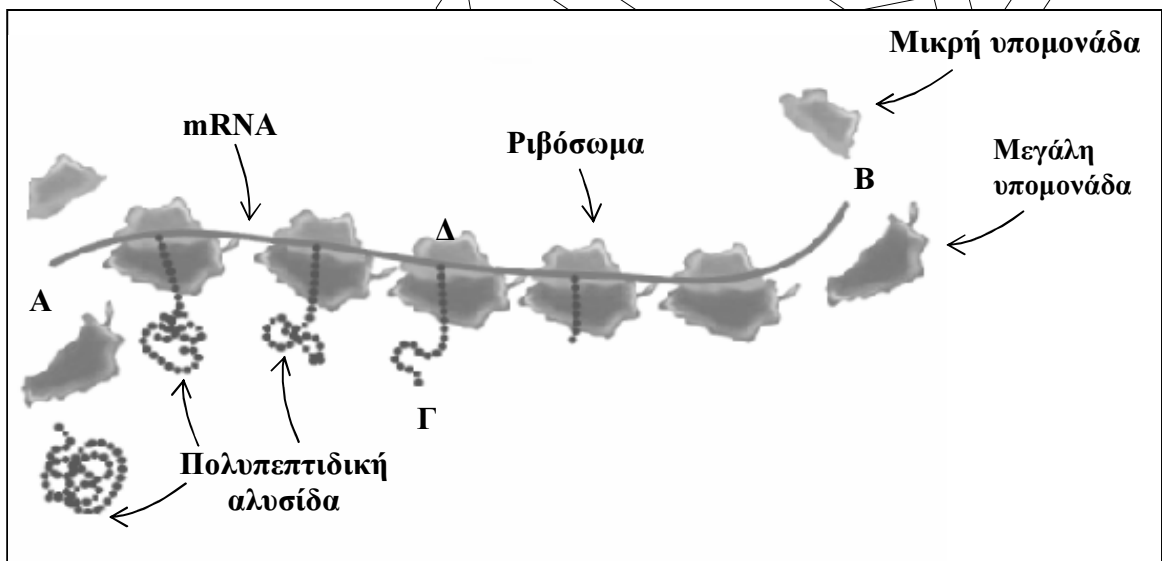 Μικρή υπομονάδα
mRNA
Ριβόσωμα
Μεγάλη
υπομονάδα
Β
Δ
Α
Γ
Πολυπεπτιδική
αλυσίδα